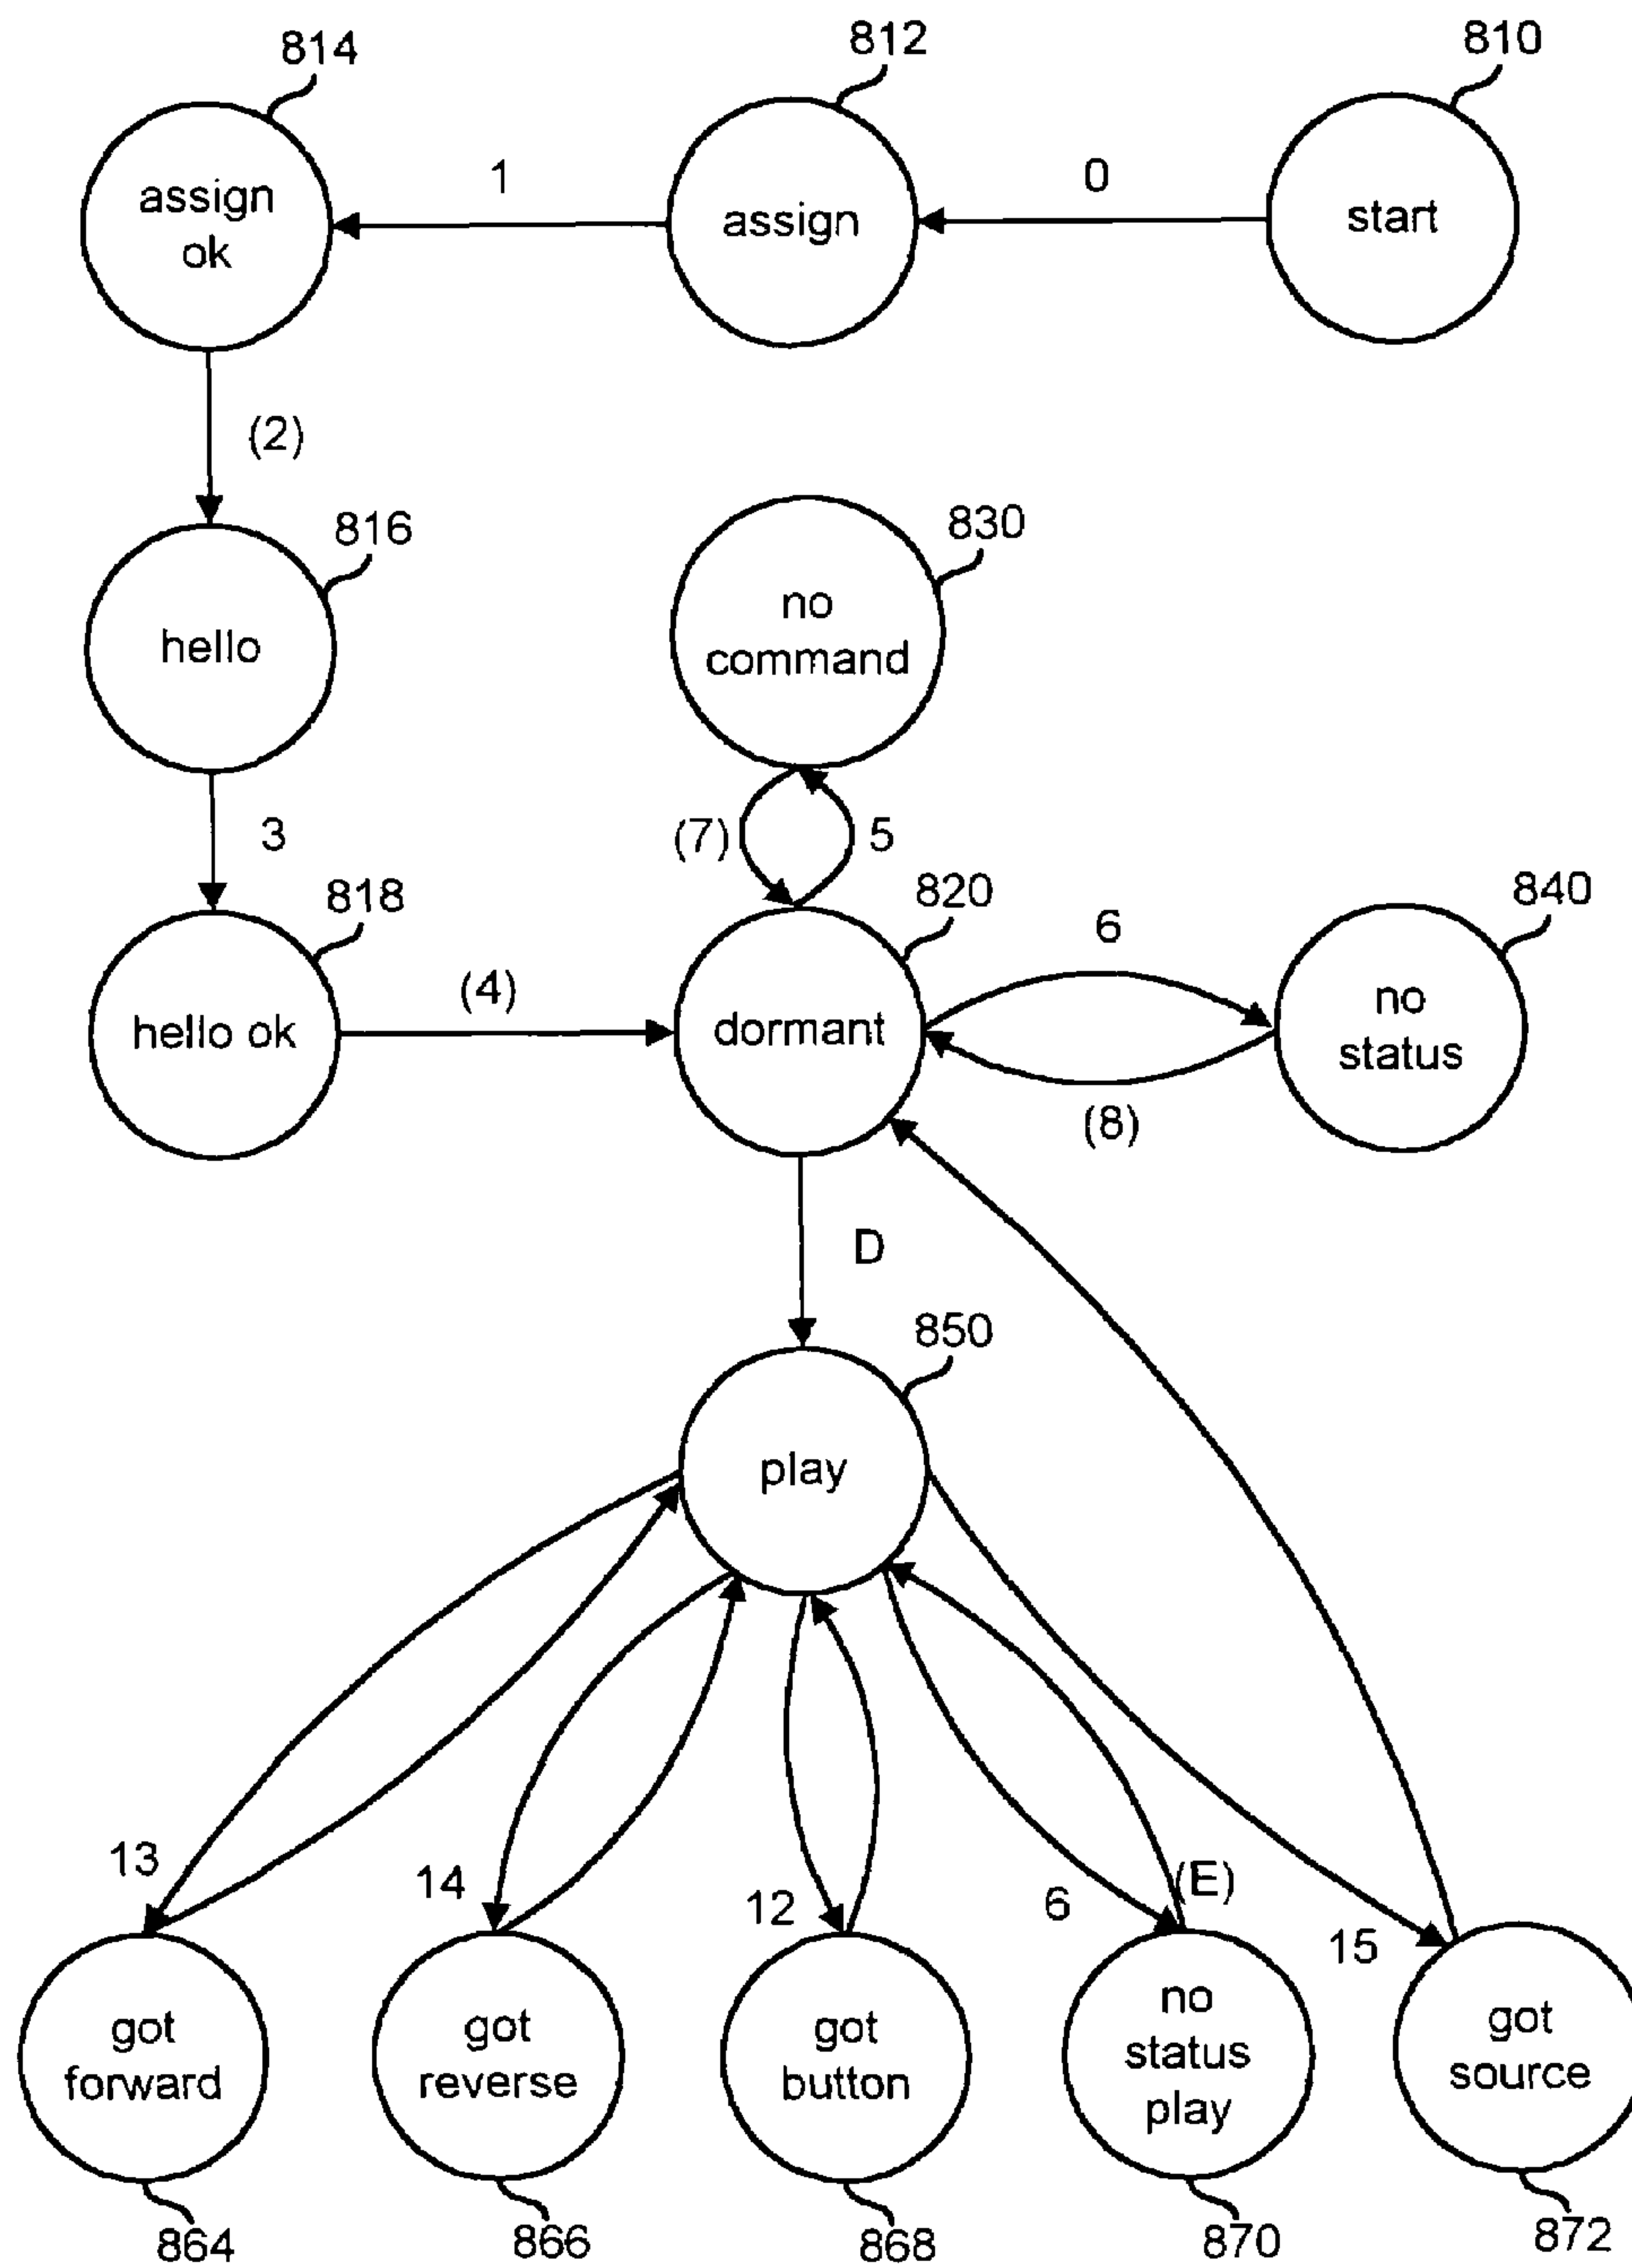 814
812
810
assign
ok
1
assign
0
start
(2)
816
hello
830
no
command
3
(7)
5
818
820
840
hello ok
(4)
dormant
6
no
status
(8)
D
850
play
13
14
12
6
(E)
15
got
forward
got
reverse
got
button
no
status
play
got
source
864
866
868
870
872